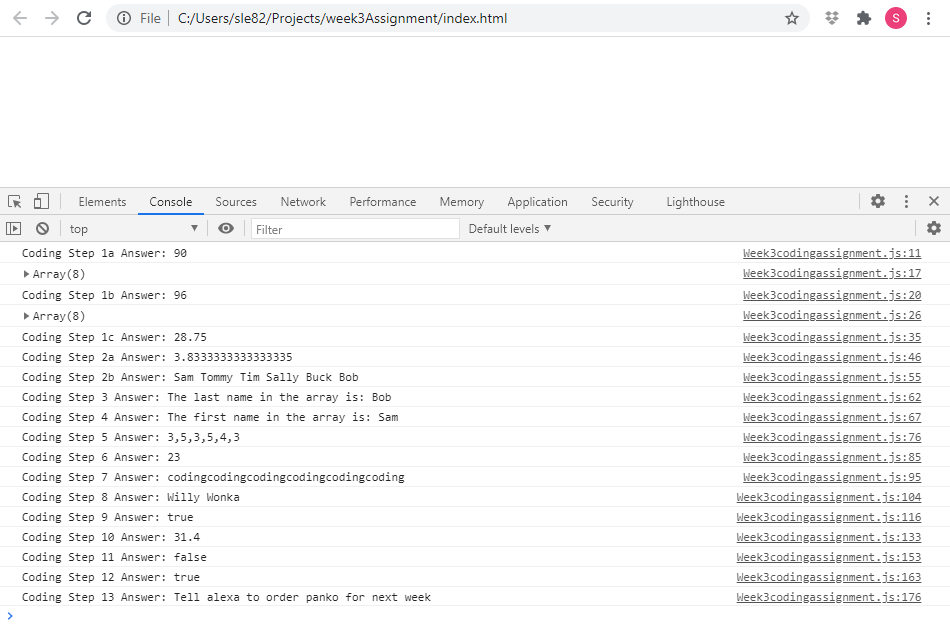 File C:/Users/sle82/Projects/week3Assignment/index.html S
Elements Console Sources Network Performance Memory Application Security Lighthouse
top Filter Default levels
Coding Step 1a Answer: 90 Week3codingassignment.js:11
Array(8) Week3codingassignment.js:17
Coding Step 1b Answer: 96 Week3codingassignment.js:20
Array(8) Week3codingassignment.js:26
Coding Step 1c Answer: 28.75 Week3codingassignment.js:35
Coding Step 2a Answer: 3.8333333333333335 Week3codingassignment.js:46
Coding Step 2b Answer: Sam Tommy Tim Sally Buck Bob Week3codingassignment.js:55
Coding Step 3 Answer: The last name in the array is: Bob Week3codingassignment.js:62
Coding Step 4 Answer: The first name in the array is: Sam Week3codingassignment.js:67
Coding Step 5 Answer: 3,5,3,5,4,3 Week3codingassignment.js:76
Coding Step 6 Answer: 23 Week3codingassignment.js:85
Coding Step 7 Answer: codingcodingcodingcodingcodingcoding Week3codingassignment.js:95
Coding Step 8 Answer: Willy Wonka Week3codingassignment.js:104
Coding Step 9 Answer: true Week3codingassignment.js:116
Coding Step 10 Answer: 31.4 Week3codingassignment.js:133
Coding Step 11 Answer: false Week3codingassignment.js:153
Coding Step 12 Answer: true Week3codingassignment.js:163
Coding Step 13 Answer: Tell alexa to order panko for next week Week3codingassignment.js:176